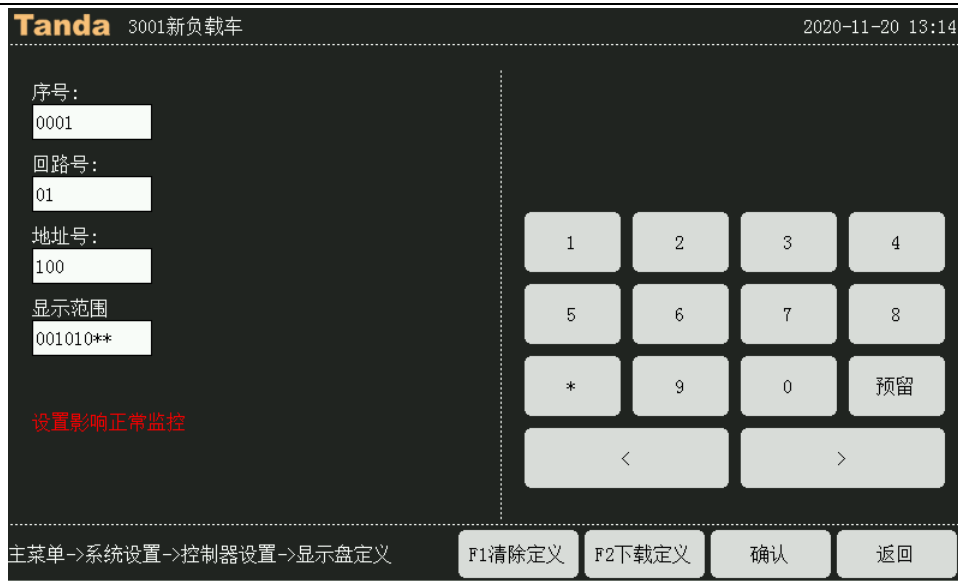 Tanda 3001新负载车 2020-11-20 13:14
序号:
0001
回路号:
01
地址号:
100
显示范围
001010**
设置影响正常监控
1 2 3 4
5 6 7 8
* 9 0 预留
< >
主菜单->系统设置->控制器设置->显示盘定义 F1清除定义 F2下载定义 确认 返回